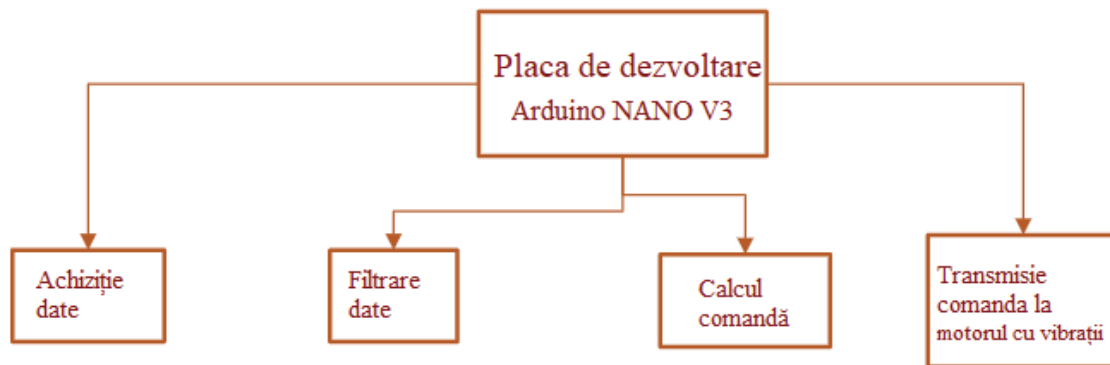 Placa de dezvoltare
Arduino NANO V3
Achiziție
date
Filtrare
date
Calcul
comandă
Transmisie
comanda la
motorul cu vibrații